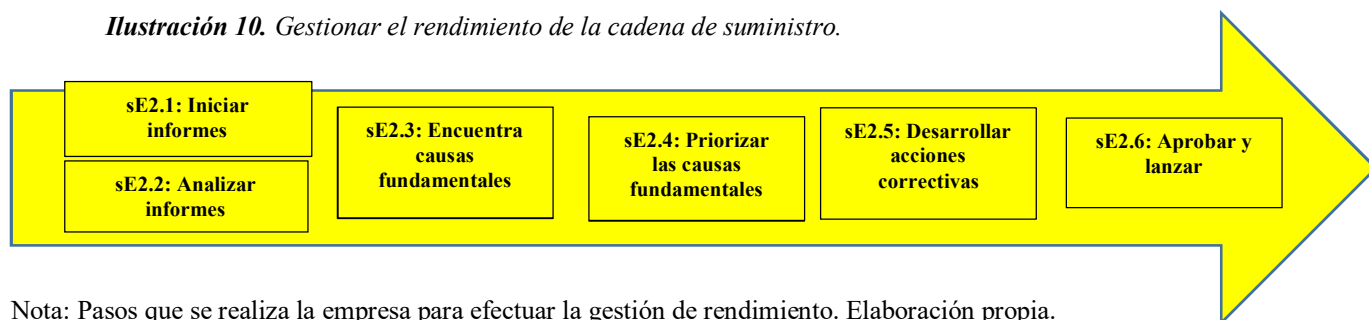 Ilustración 10. Gestionar el rendimiento de la cadena de suministro.
sE2.1: Iniciar
informes
sE2.2: Analizar
informes
sE2.3: Encuentra
causas
fundamentales
sE2.4: Priorizar
las causas
fundamentales
sE2.5: Desarrollar
acciones
correctivas
sE2.6: Aprobar y
lanzar
Nota: Pasos que se realiza la empresa para efectuar la gestión de rendimiento. Elaboración propia.